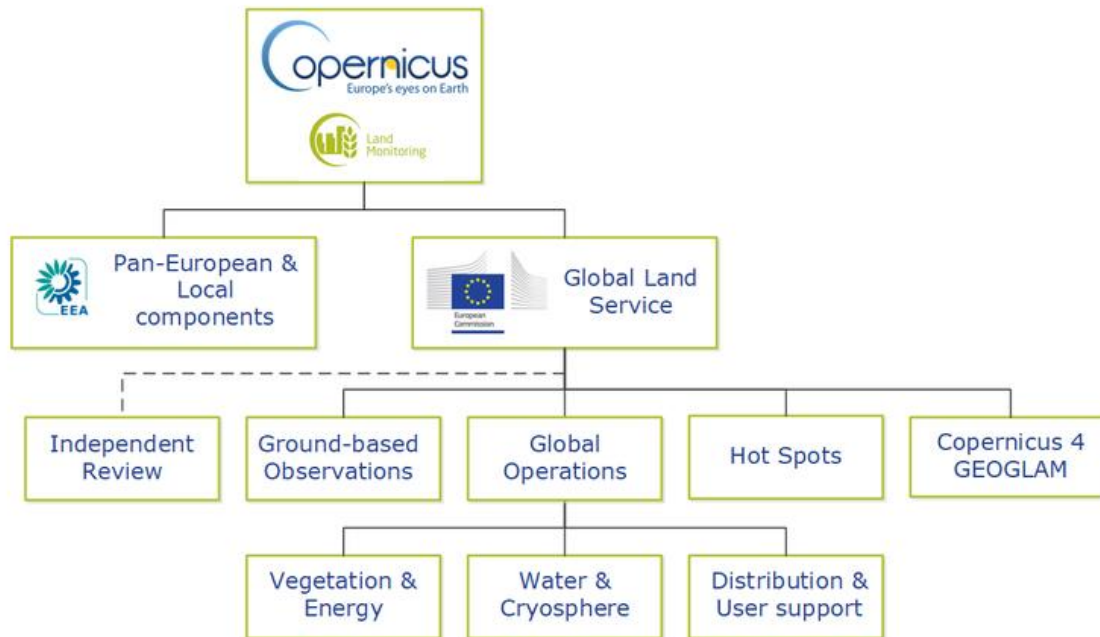 Copernicus
Europe's eyes on Earth
Land
Monitoring
EEA
Pan-European &
Local
components
European
Commission
Global Land
Service
Independent
Review
Ground-based
Observations
Global
Operations
Hot Spots
Copernicus 4
GEOGLAM
Vegetation &
Energy
Water &
Cryosphere
Distribution &
User support